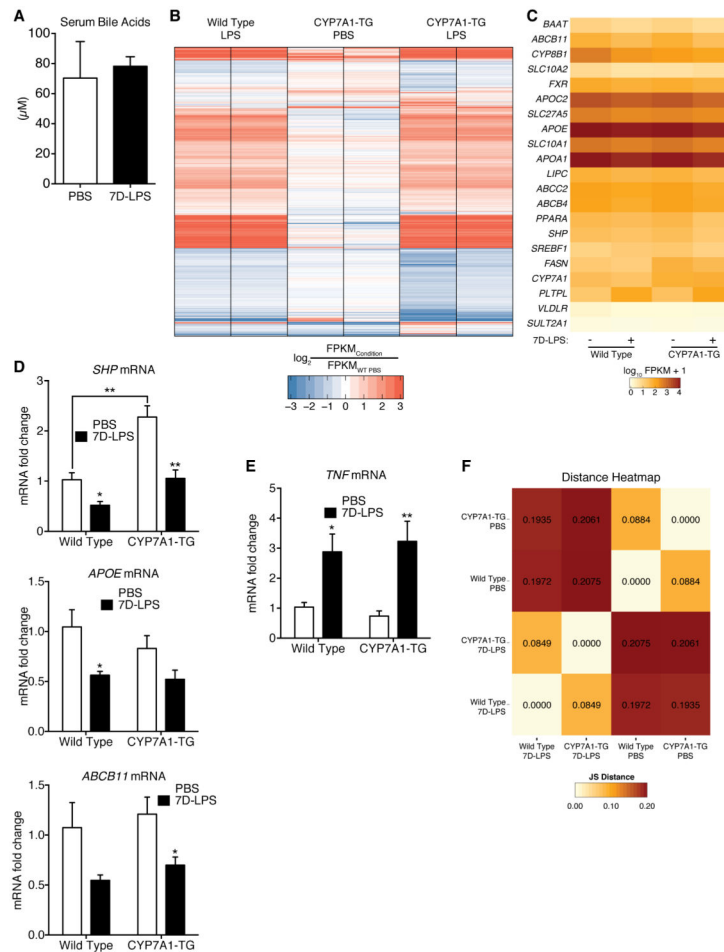 A
Serum Bile Acids
(µM)
100
80
60
40
20
0
PBS
7D-LPS
B
Wild Type
LPS
CYP7A1-TG
PBS
CYP7A1-TG
LPS
log2 FPKM Condition
FPKM WT PBS
−3 −2 −1 0 1 2 3
C
BAAT
ABCB11
CYP8B1
SLC10A2
FXR
APOC2
SLC27A5
APOE
SLC10A1
APOA1
LIPC
ABCC2
ABCB4
PPARA
SHP
SREBF1
FASN
CYP7A1
PLTPL
VLDLR
SULT2A1
7D-LPS: - + - +
Wild Type CYP7A1-TG
log10 FPKM + 1
0 1 2 3 4
D
SHP mRNA
mRNA fold change
3
2
1
0
**
PBS
7D-LPS
*
**
Wild Type CYP7A1-TG
APOE mRNA
mRNA fold change
1.5
1.0
0.5
0.0
PBS
7D-LPS
*
Wild Type CYP7A1-TG
ABCB11 mRNA
mRNA fold change
1.5
1.0
0.5
0.0
PBS
7D-LPS
*
Wild Type CYP7A1-TG
E
TNF mRNA
mRNA fold change
5
4
3
2
1
0
PBS
7D-LPS
*
**
Wild Type CYP7A1-TG
F
Distance Heatmap
CYP7A1-TG
PBS
0.1935 0.2061 0.0884 0.0000
Wild Type
PBS
0.1972 0.2075 0.0000 0.0884
CYP7A1-TG
7D-LPS
0.0849 0.0000 0.2075 0.2061
Wild Type
7D-LPS
0.0000 0.0849 0.1972 0.1935
Wild Type
7D-LPS
CYP7A1-TG
7D-LPS
Wild Type
PBS
CYP7A1-TG
PBS
JS Distance
0.00 0.10 0.20